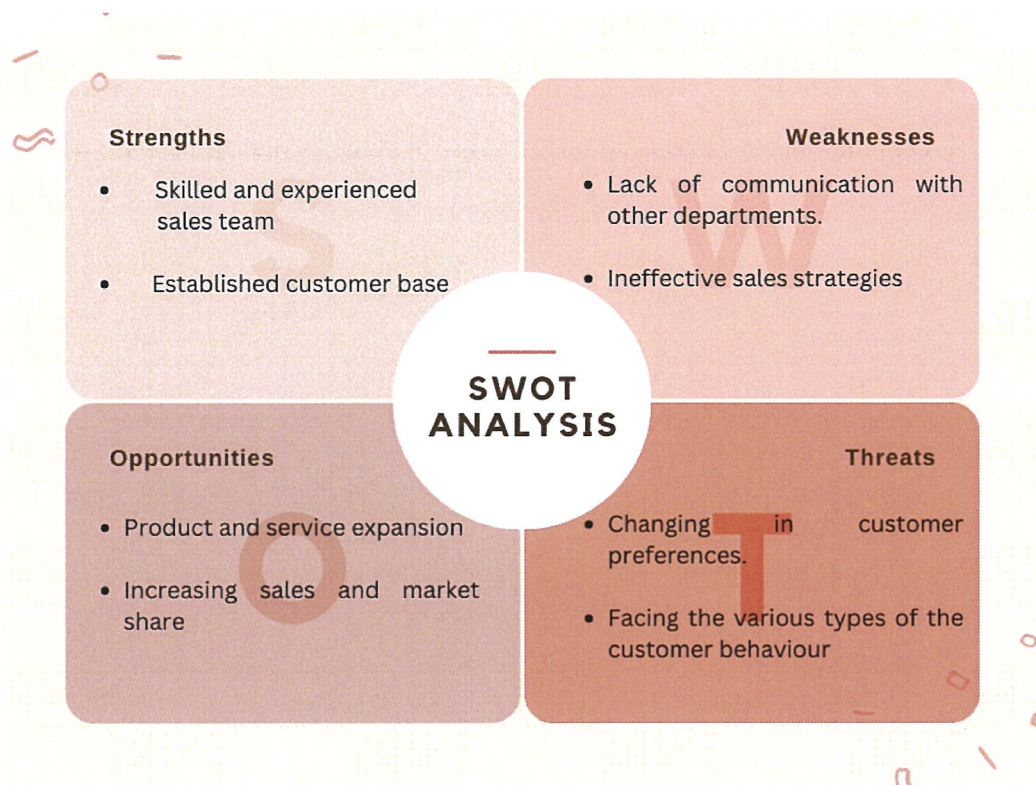 Strengths
• Skilled and experienced
sales team
• Established customer base
Weaknesses
• Lack of communication with
other departments.
• Ineffective sales strategies
SWOT
ANALYSIS
Opportunities
• Product and service expansion
• Increasing sales and market
share
Threats
• Changing in customer
preferences.
• Facing the various types of the
customer behaviour
S
W
O
T